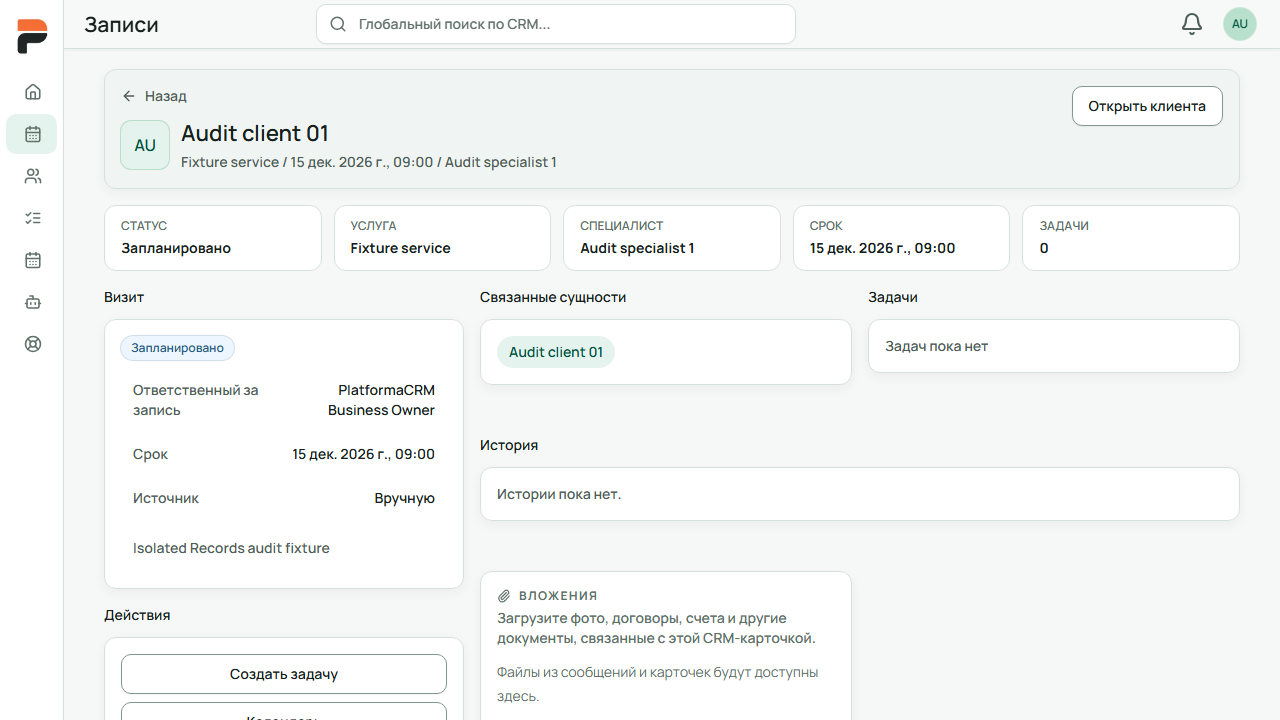 Записи
Глобальный поиск по CRM...
AU
Назад
Открыть клиента
AU
Audit client 01
Fixture service / 15 дек. 2026 г., 09:00 / Audit specialist 1
СТАТУС
Запланировано
УСЛУГА
Fixture service
СПЕЦИАЛИСТ
Audit specialist 1
СРОК
15 дек. 2026 г., 09:00
ЗАДАЧИ
0
Визит
Запланировано
Ответственный за
запись
PlatformaCRM
Business Owner
Срок
15 дек. 2026 г., 09:00
Источник
Вручную
Isolated Records audit fixture
Действия
Создать задачу
Календарь
Связанные сущности
Audit client 01
Задачи
Задач пока нет
История
Истории пока нет.
ВЛОЖЕНИЯ
Загрузите фото, договоры, счета и другие
документы, связанные с этой CRM-карточкой.
Файлы из сообщений и карточек будут доступны
здесь.